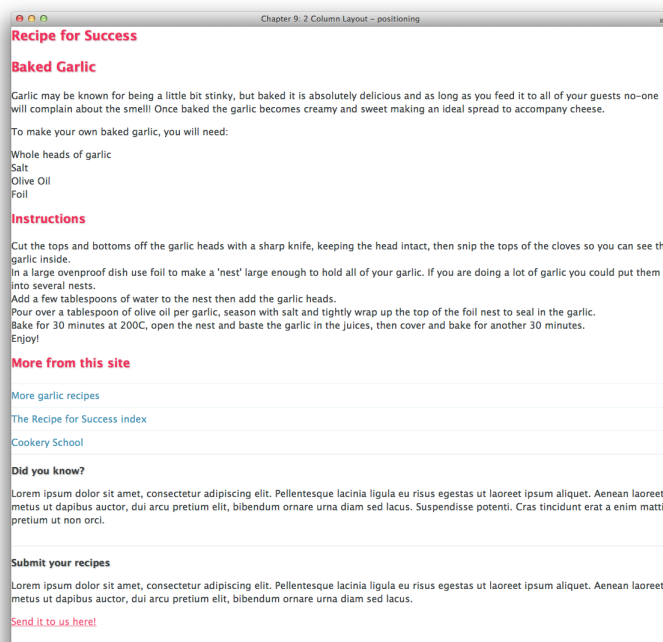 Chapter 9: 2 Column Layout – positioning
Recipe for Success
Baked Garlic
Garlic may be known for being a little bit stinky, but baked it is absolutely delicious and as long as you feed it to all of your guests no-one
will complain about the smell! Once baked the garlic becomes creamy and sweet making an ideal spread to accompany cheese.
To make your own baked garlic, you will need:
Whole heads of garlic
Salt
Olive Oil
Foil
Instructions
Cut the tops and bottoms off the garlic heads with a sharp knife, keeping the head intact, then snip the tops of the cloves so you can see th
garlic inside.
In a large ovenproof dish use foil to make a 'nest' large enough to hold all of your garlic. If you are doing a lot of garlic you could put them
into several nests.
Add a few tablespoons of water to the nest then add the garlic heads.
Pour over a tablespoon of olive oil per garlic, season with salt and tightly wrap up the top of the foil nest to seal in the garlic.
Bake for 30 minutes at 200C, open the nest and baste the garlic in the juices, then cover and bake for another 30 minutes.
Enjoy!
More from this site
More garlic recipes
The Recipe for Success index
Cookery School
Did you know?
Lorem ipsum dolor sit amet, consectetur adipiscing elit. Pellentesque lacinia ligula eu risus egestas ut laoreet ipsum aliquet. Aenean laoreet
metus ut dapibus auctor, dui arcu pretium elit, bibendum ornare urna diam sed lacus. Suspendisse potenti. Cras tincidunt erat a enim matti
pretium ut non orci.
Submit your recipes
Lorem ipsum dolor sit amet, consectetur adipiscing elit. Pellentesque lacinia ligula eu risus egestas ut laoreet ipsum aliquet. Aenean laoreet
metus ut dapibus auctor, dui arcu pretium elit, bibendum ornare urna diam sed lacus.
Send it to us here!